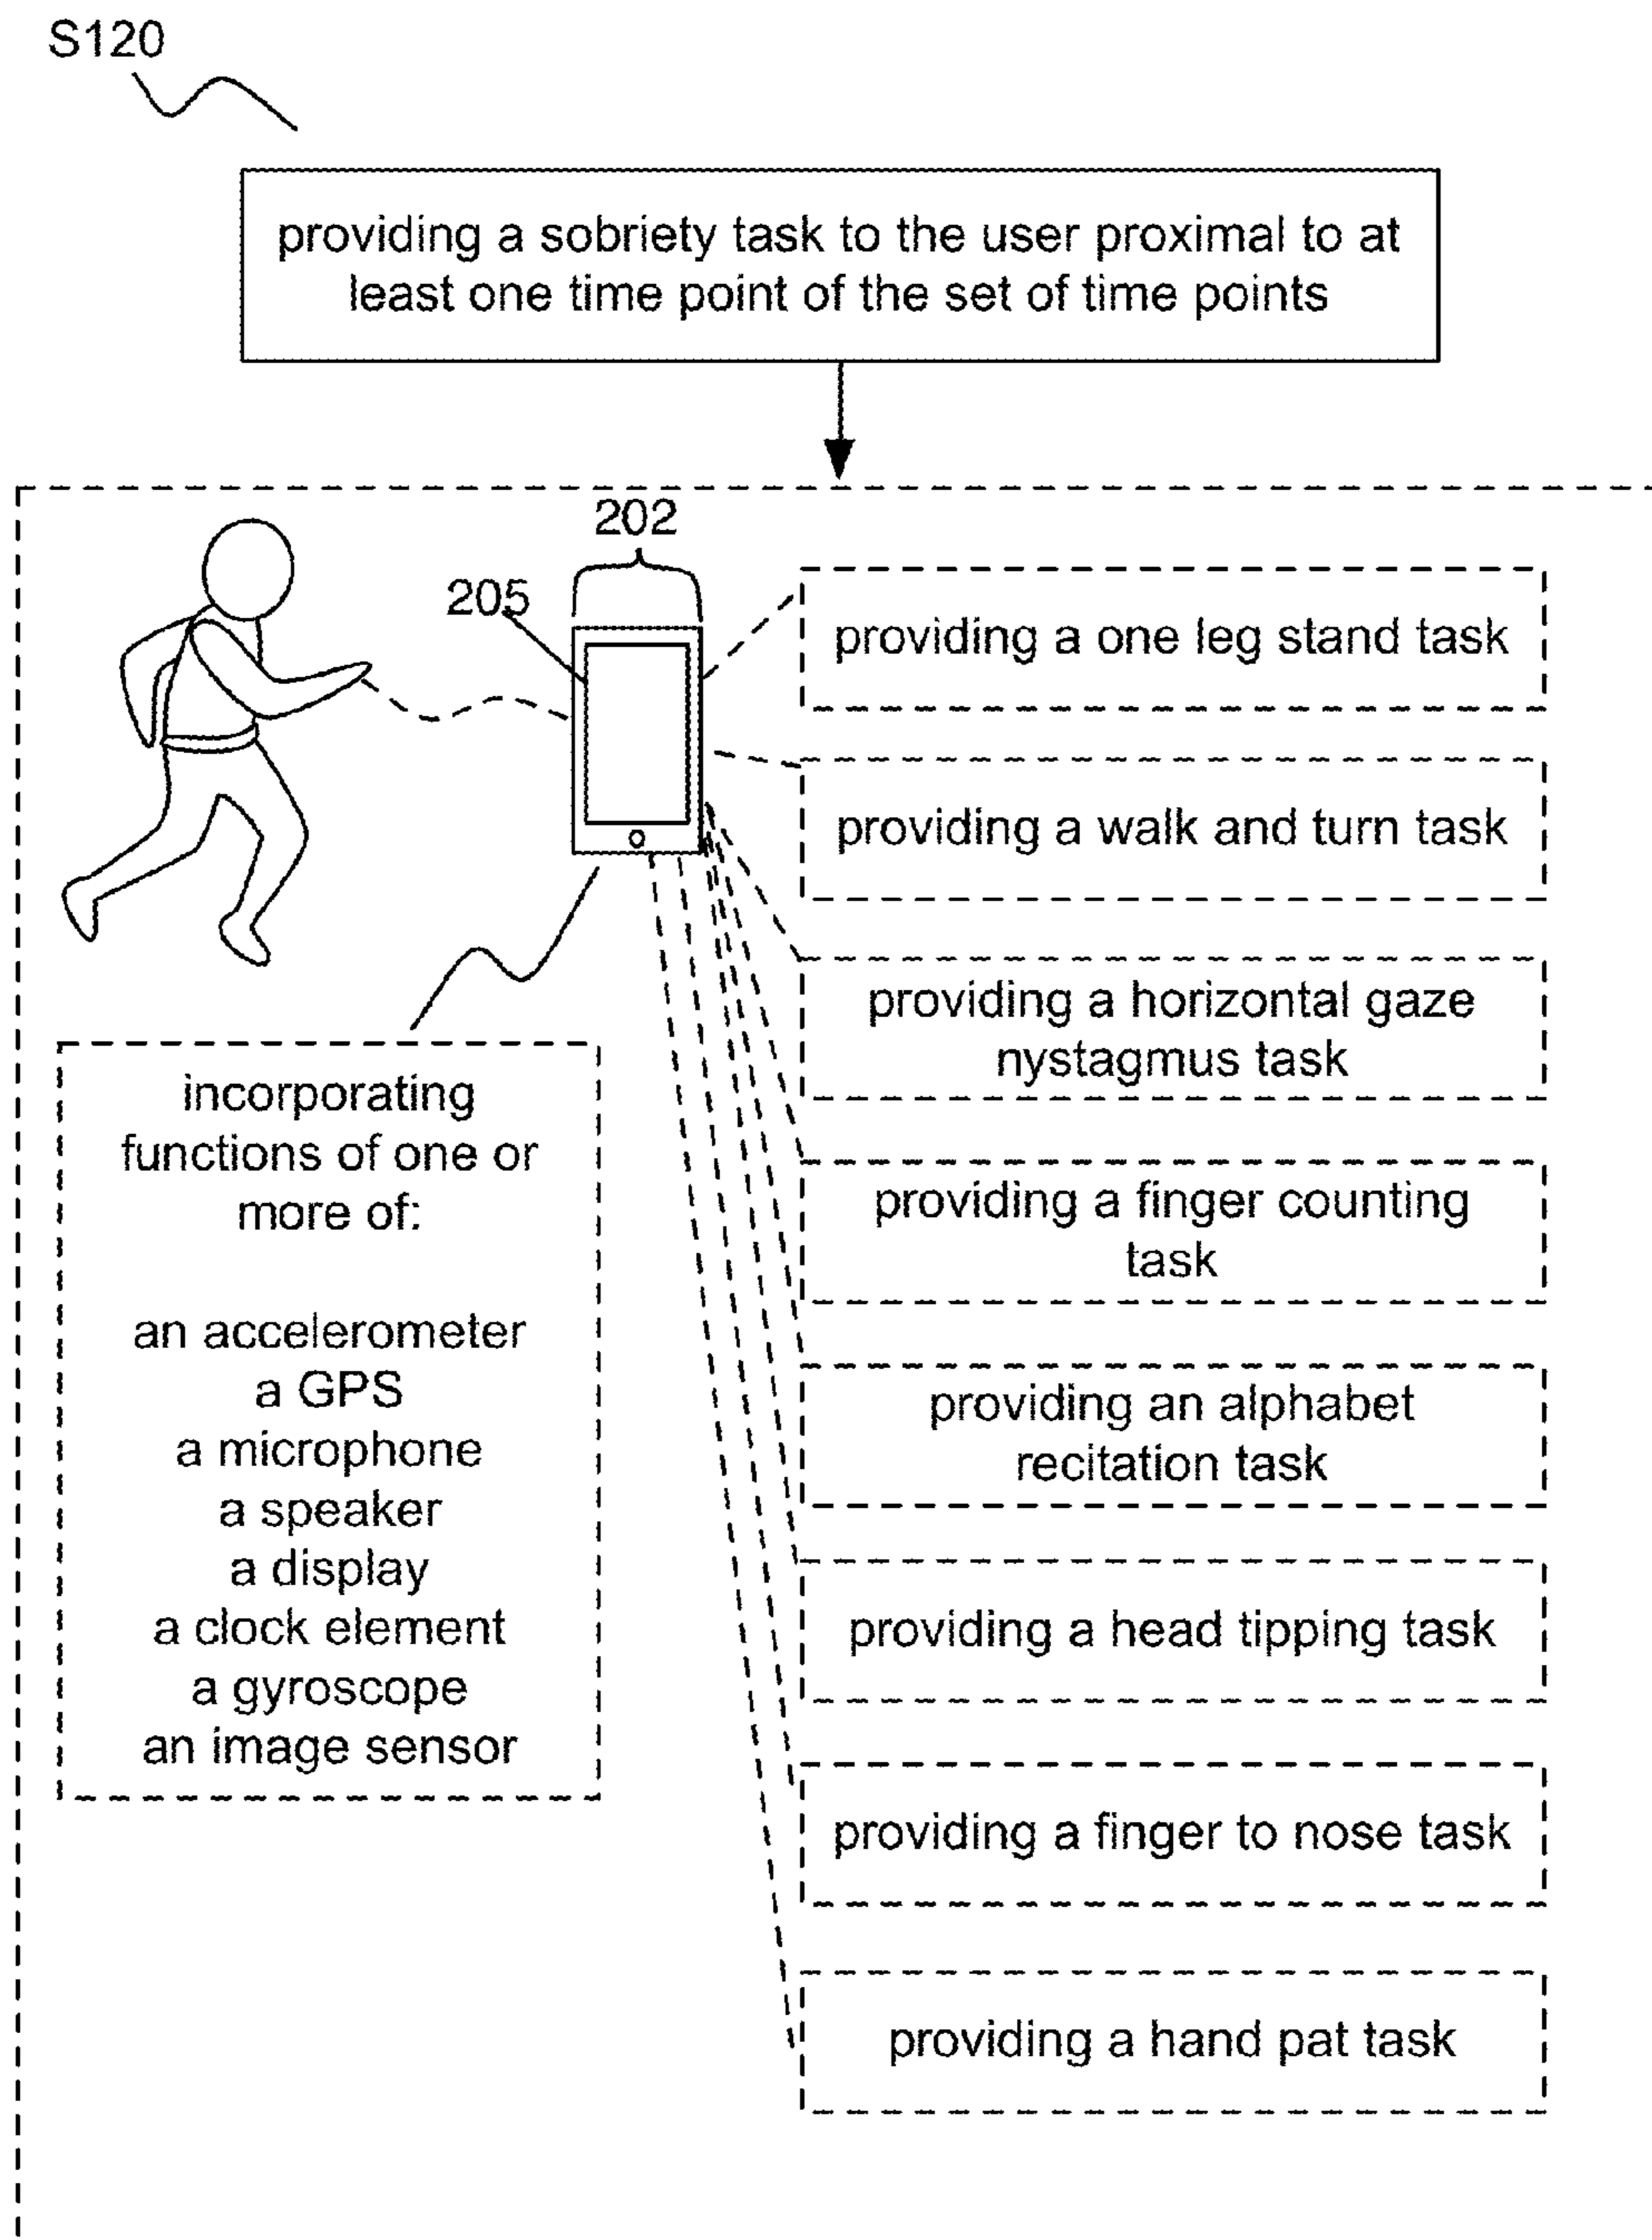 S120
providing a sobriety task to the user proximal to at
least one time point of the set of time points
202
205
providing a one leg stand task
providing a walk and turn task
providing a horizontal gaze
nystagmus task
providing a finger counting
task
providing an alphabet
recitation task
providing a head tipping task
providing a finger to nose task
providing a hand pat task
incorporating
functions of one or
more of:
an accelerometer
a GPS
a microphone
a speaker
a display
a clock element
a gyroscope
an image sensor